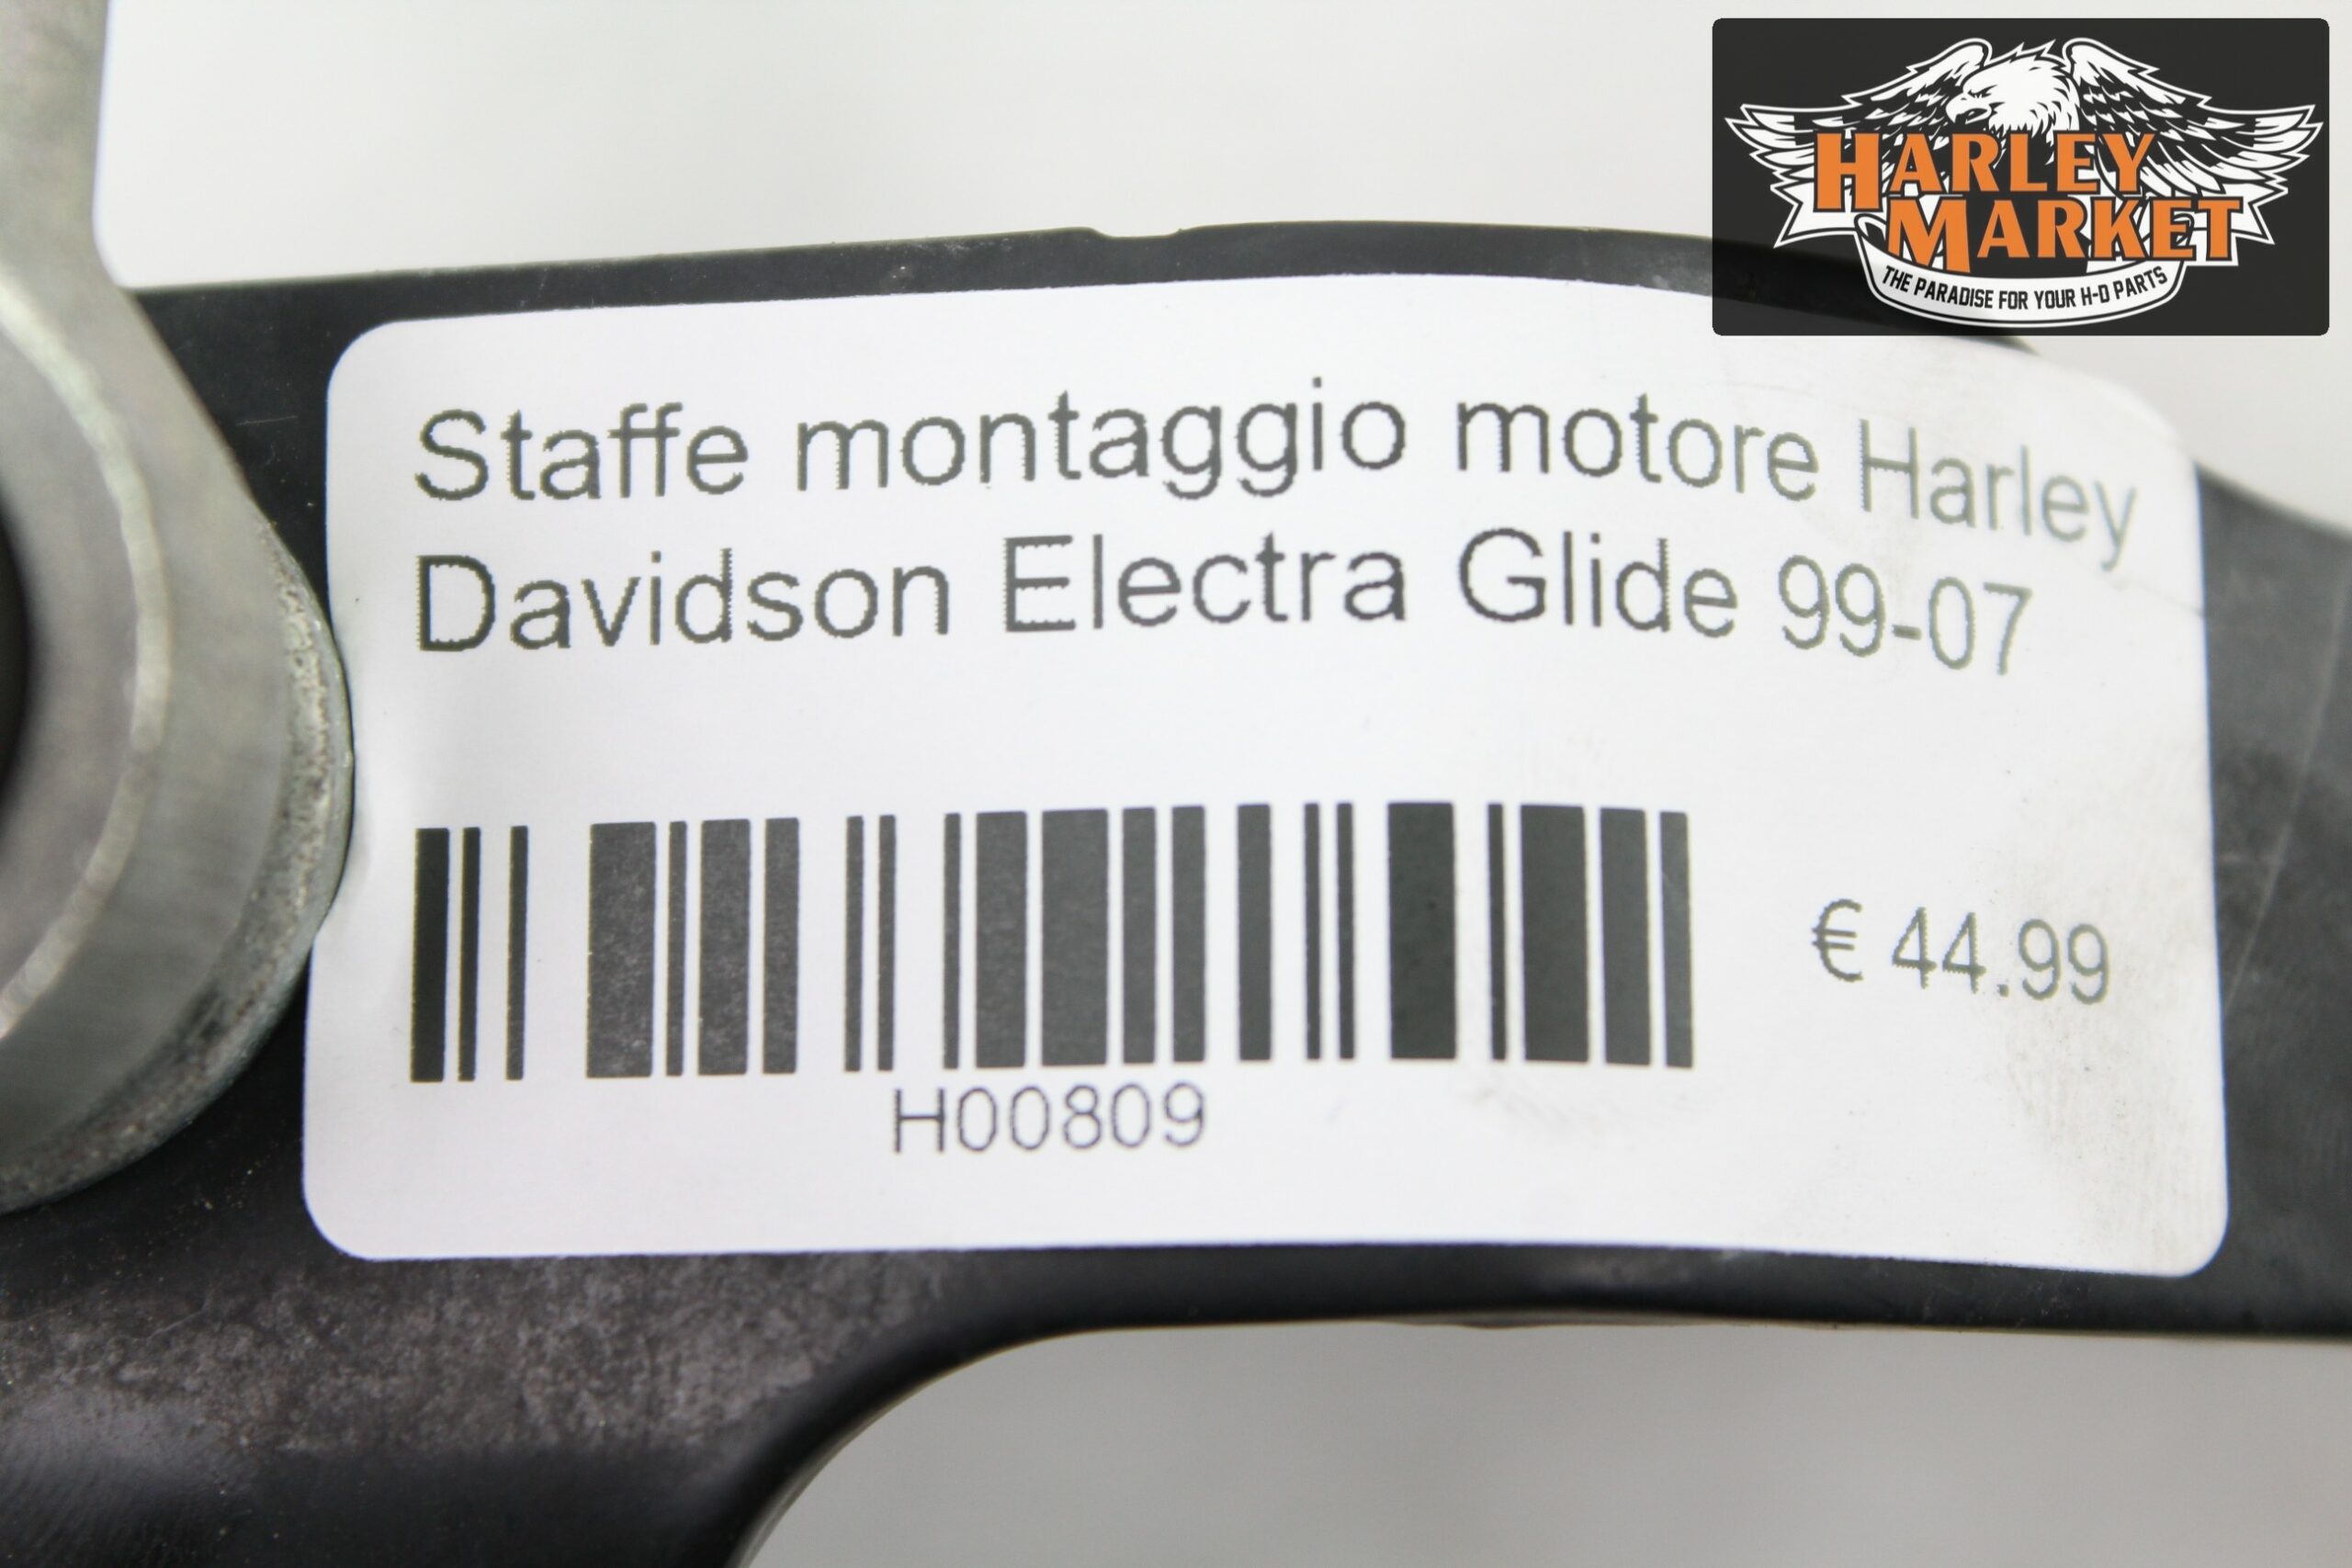 HARLEY
MARKET
THE PARADISE FOR YOUR H-D PARTS
Staffe montaggio motore Harley
Davidson Electra Glide 99-07
€ 44.99
H00809